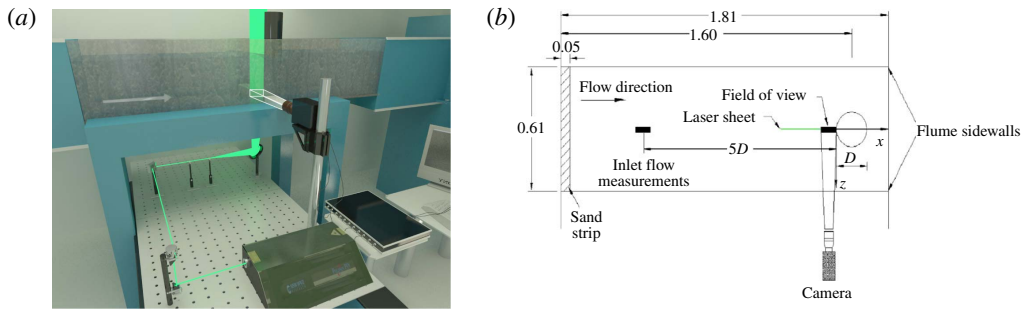 (a)
(b)
1.81
1.60
0.05
Flow direction
Field of view
Laser sheet
0.61
Flume sidewalls
5D
x
D
Inlet flow
measurements
z
Sand
strip
Camera